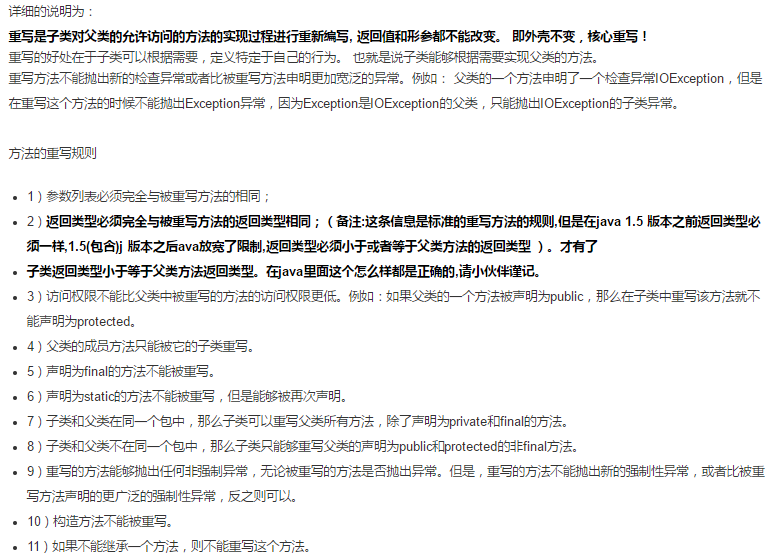 详细的说明为：
重写是子类对父类的允许访问的方法的实现过程进行重新编写, 返回值和形参都不能改变。 即外壳不变，核心重写！
重写的好处在于子类可以根据需要，定义特定于自己的行为。 也就是说子类能够根据需要实现父类的方法。
重写方法不能抛出新的检查异常或者比被重写方法申明更加宽泛的异常。例如： 父类的一个方法申明了一个检查异常IOException，但是
在重写这个方法的时候不能抛出Exception异常，因为Exception是IOException的父类，只能抛出IOException的子类异常。
方法的重写规则
• 1）参数列表必须完全与被重写方法的相同；
• 2）返回类型必须完全与被重写方法的返回类型相同；（ 备注:这条信息是标准的重写方法的规则,但是在java 1.5 版本之前返回类型必
须一样,1.5(包含)j 版本之后ava放宽了限制,返回类型必须小于或者等于父类方法的返回类型 ）。才有了
• 子类返回类型小于等于父类方法返回类型。在java里面这个怎么样都是正确的,请小伙伴谨记。
• 3）访问权限不能比父类中被重写的方法的访问权限更低。例如：如果父类的一个方法被声明为public，那么在子类中重写该方法就不
能声明为protected。
• 4）父类的成员方法只能被它的子类重写。
• 5）声明为final的方法不能被重写。
• 6）声明为static的方法不能被重写，但是能够被再次声明。
• 7）子类和父类在同一个包中，那么子类可以重写父类所有方法，除了声明为private和final的方法。
• 8）子类和父类不在同一个包中，那么子类只能够重写父类的声明为public和protected的非final方法。
• 9）重写的方法能够抛出任何非强制异常，无论被重写的方法是否抛出异常。但是，重写的方法不能抛出新的强制性异常，或者比被重
写方法声明的更广泛的强制性异常，反之则可以。
• 10）构造方法不能被重写。
• 11）如果不能继承一个方法，则不能重写这个方法。